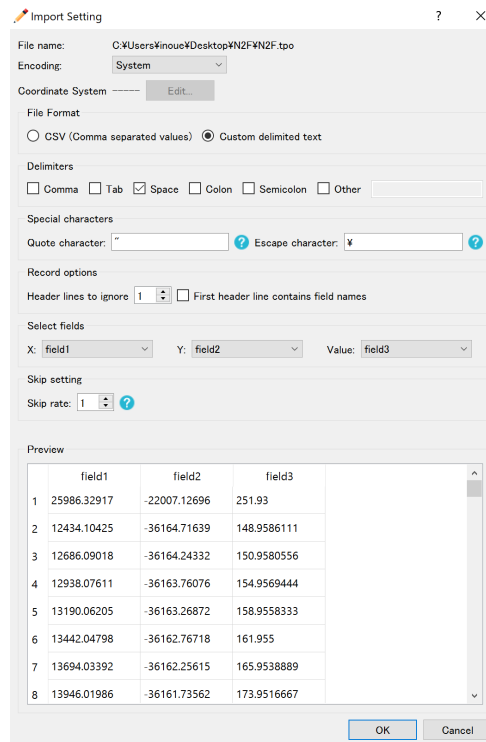 Import Setting ?
File name: C:¥Users¥inoue¥Desktop¥N2F¥N2F.tpo
Encoding: System
Coordinate System ----- Edit...
File Format
CSV (Comma separated values) Custom delimited text
Delimiters
Comma Tab Space Colon Semicolon Other
Special characters
Quote character: " ? Escape character: ¥ ?
Record options
Header lines to ignore 1 First header line contains field names
Select fields
X: field1 Y: field2 Value: field3
Skip setting
Skip rate: 1 ?
Preview
field1 field2 field3
1 25986.32917 -22007.12696 251.93
2 12434.10425 -36164.71639 148.9586111
3 12686.09018 -36164.24332 150.9580556
4 12938.07611 -36163.76076 154.9569444
5 13190.06205 -36163.26872 158.9558333
6 13442.04798 -36162.76718 161.955
7 13694.03392 -36162.25615 165.9538889
8 13946.01986 -36161.73562 173.9516667
OK Cancel